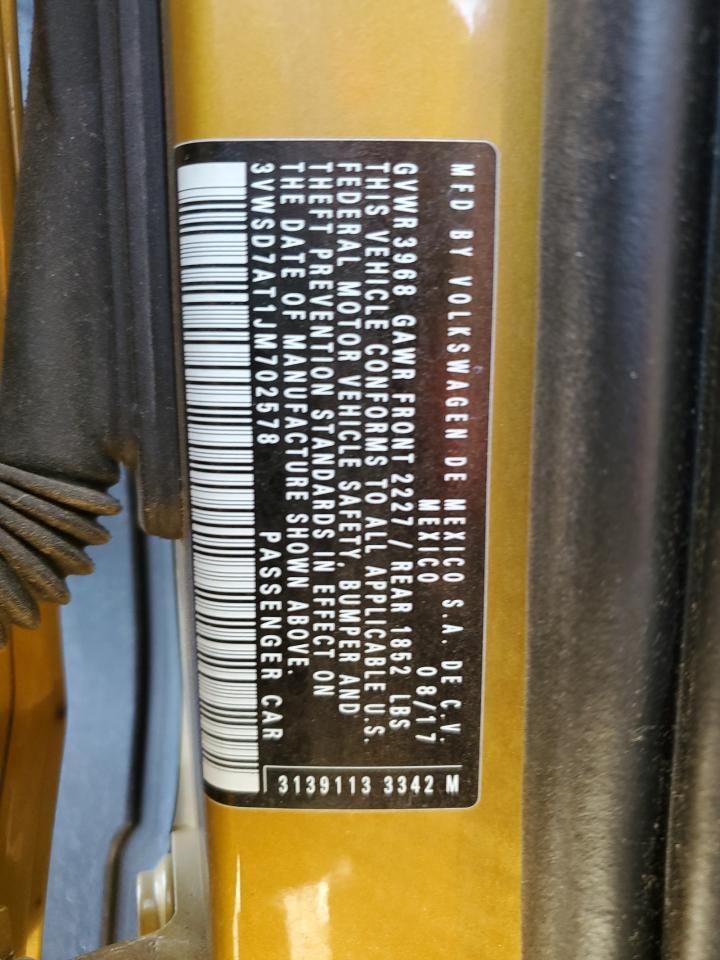 MFD BY VOLKSWAGEN DE MEXICO S.A. DE C.V.
MEXICO 08/17
GVWR 3968 GAWR FRONT 2227 / REAR 1852 LBS
THIS VEHICLE CONFORMS TO ALL APPLICABLE U.S.
FEDERAL MOTOR VEHICLE SAFETY, BUMPER AND
THEFT PREVENTION STANDARDS IN EFFECT ON
THE DATE OF MANUFACTURE SHOWN ABOVE.
3VWSD7AT1JM702578 PASSENGER CAR
3139113 3342 M